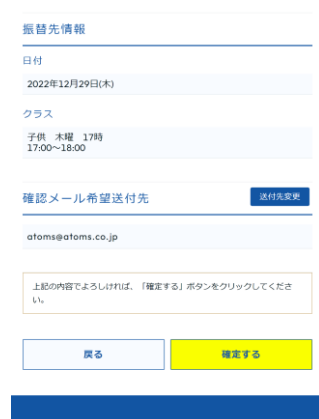 振替先情報
日付
2022年12月29日(木)
クラス
子供　木曜　17時
17:00〜18:00
確認メール希望送付先
送付先変更
atoms@atoms.co.jp
上記の内容でよろしければ、「確定する」ボタンをクリックしてくださ
い。
戻る
確定する